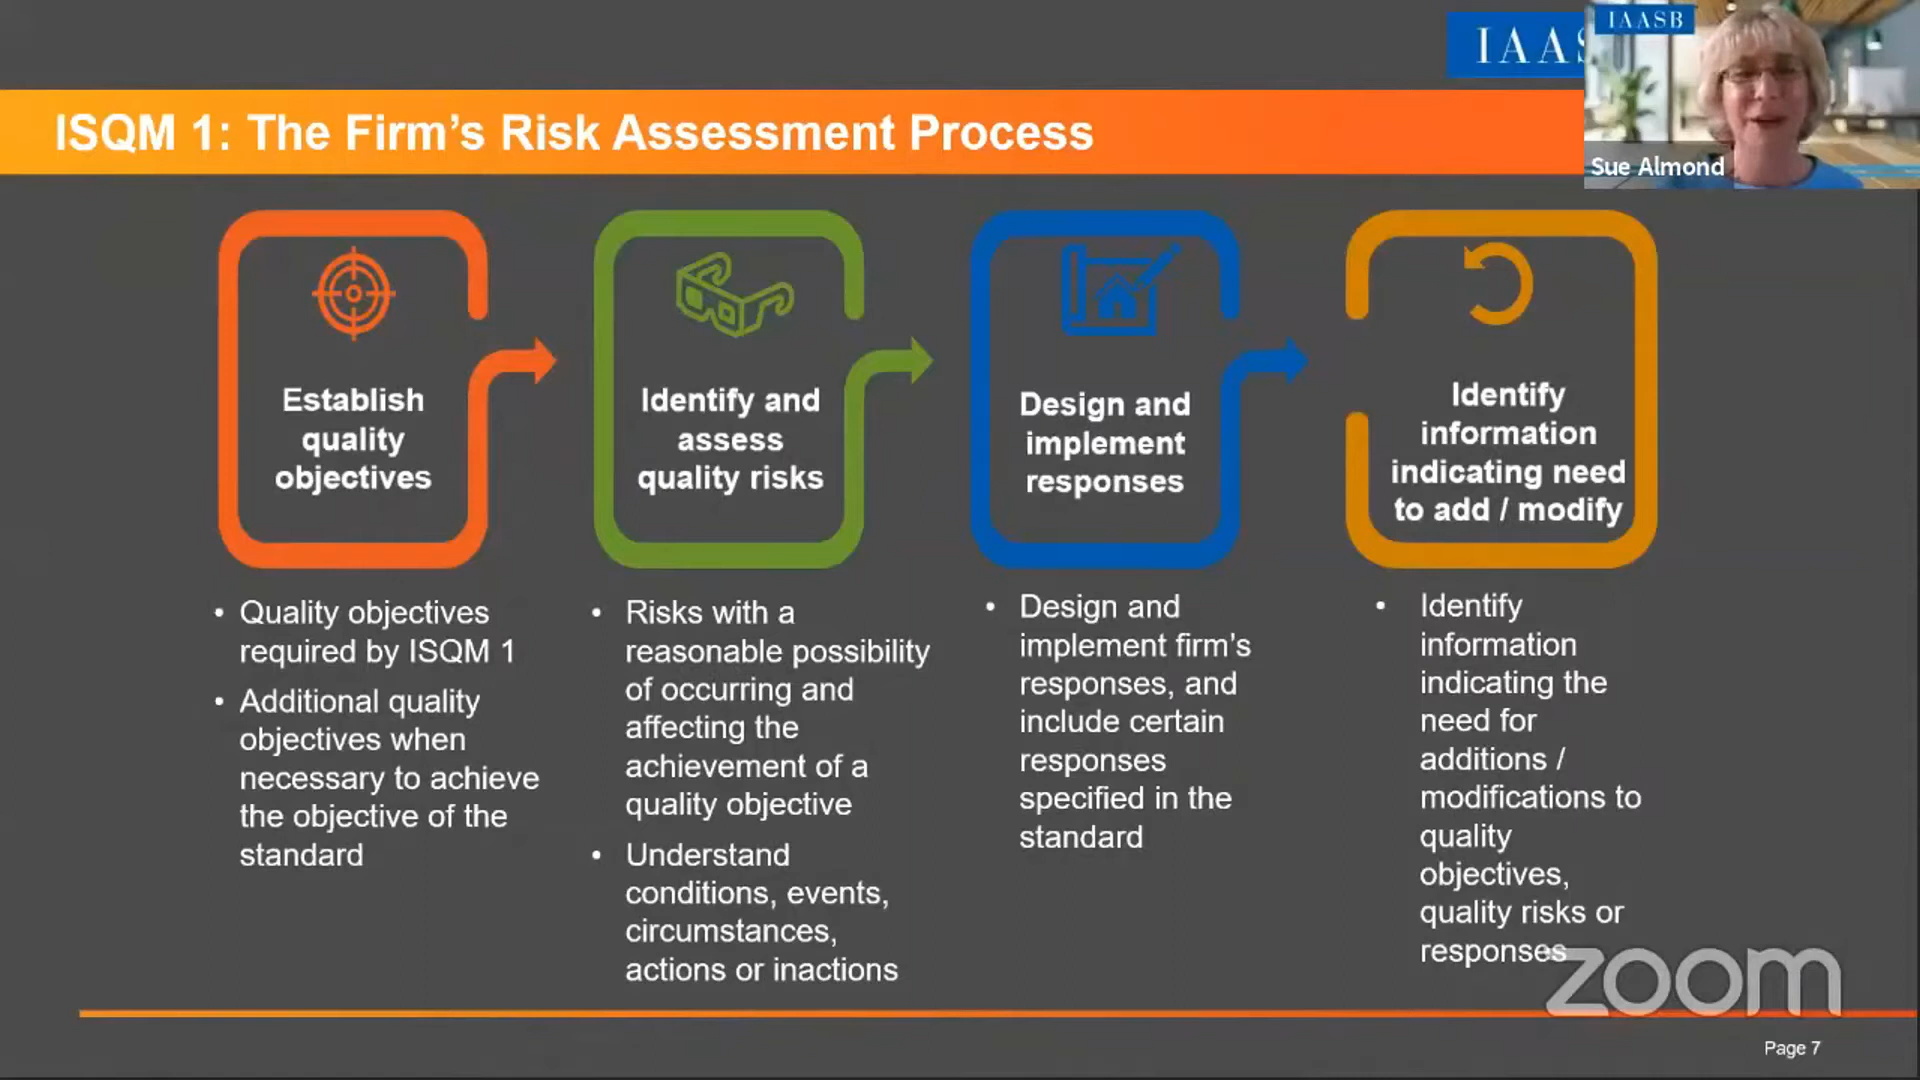 IAAS
IAASB
Sue Almond
ISQM 1: The Firm's Risk Assessment Process
Establish
quality
objectives
Identify and
assess
quality risks
Design and
implement
responses
Identify
information
indicating need
to add / modify
• Quality objectives
required by ISQM 1
• Additional quality
objectives when
necessary to achieve
the objective of the
standard
• Risks with a
reasonable possibility
of occurring and
affecting the
achievement of a
quality objective
• Understand
conditions, events,
circumstances,
actions or inactions
• Design and
implement firm's
responses, and
include certain
responses
specified in the
standard
• Identify
information
indicating the
need for
additions /
modifications to
quality
objectives,
quality risks or
responses
zoom
Page 7